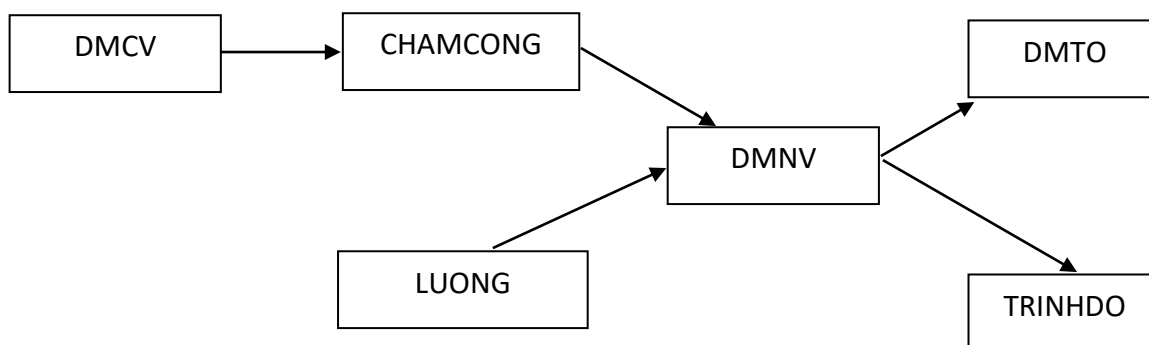 DMCV
CHAMCONG
DMTO
DMNV
LUONG
TRINHDO